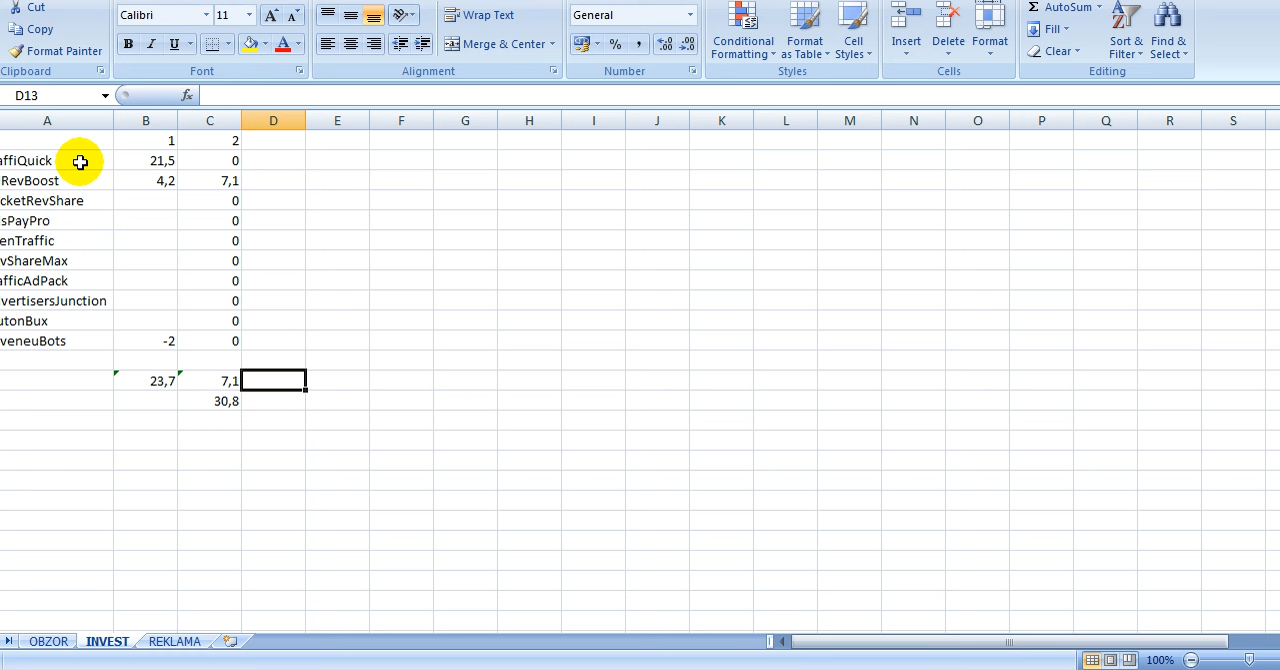 Cut
Calibri 11 A A Wrap Text General Σ AutoSum
Copy Fill
Format Painter B I U A Merge & Center % , Conditional Formatting Format as Table Cell Styles Insert Delete Format Clear Sort & Filter Find & Select
Clipboard Font Alignment Number Styles Cells Editing
D13 fx
A B C D E F G H I J K L M N O P Q R S
1 2
affiQuick 21,5 0
RevBoost 4,2 7,1
cketRevShare 0
sPayPro 0
enTraffic 0
vShareMax 0
afficAdPack 0
vertisersJunction 0
utonBux 0
veneuBots -2 0
23,7 7,1
30,8
OBZOR INVEST REKLAMA
100%